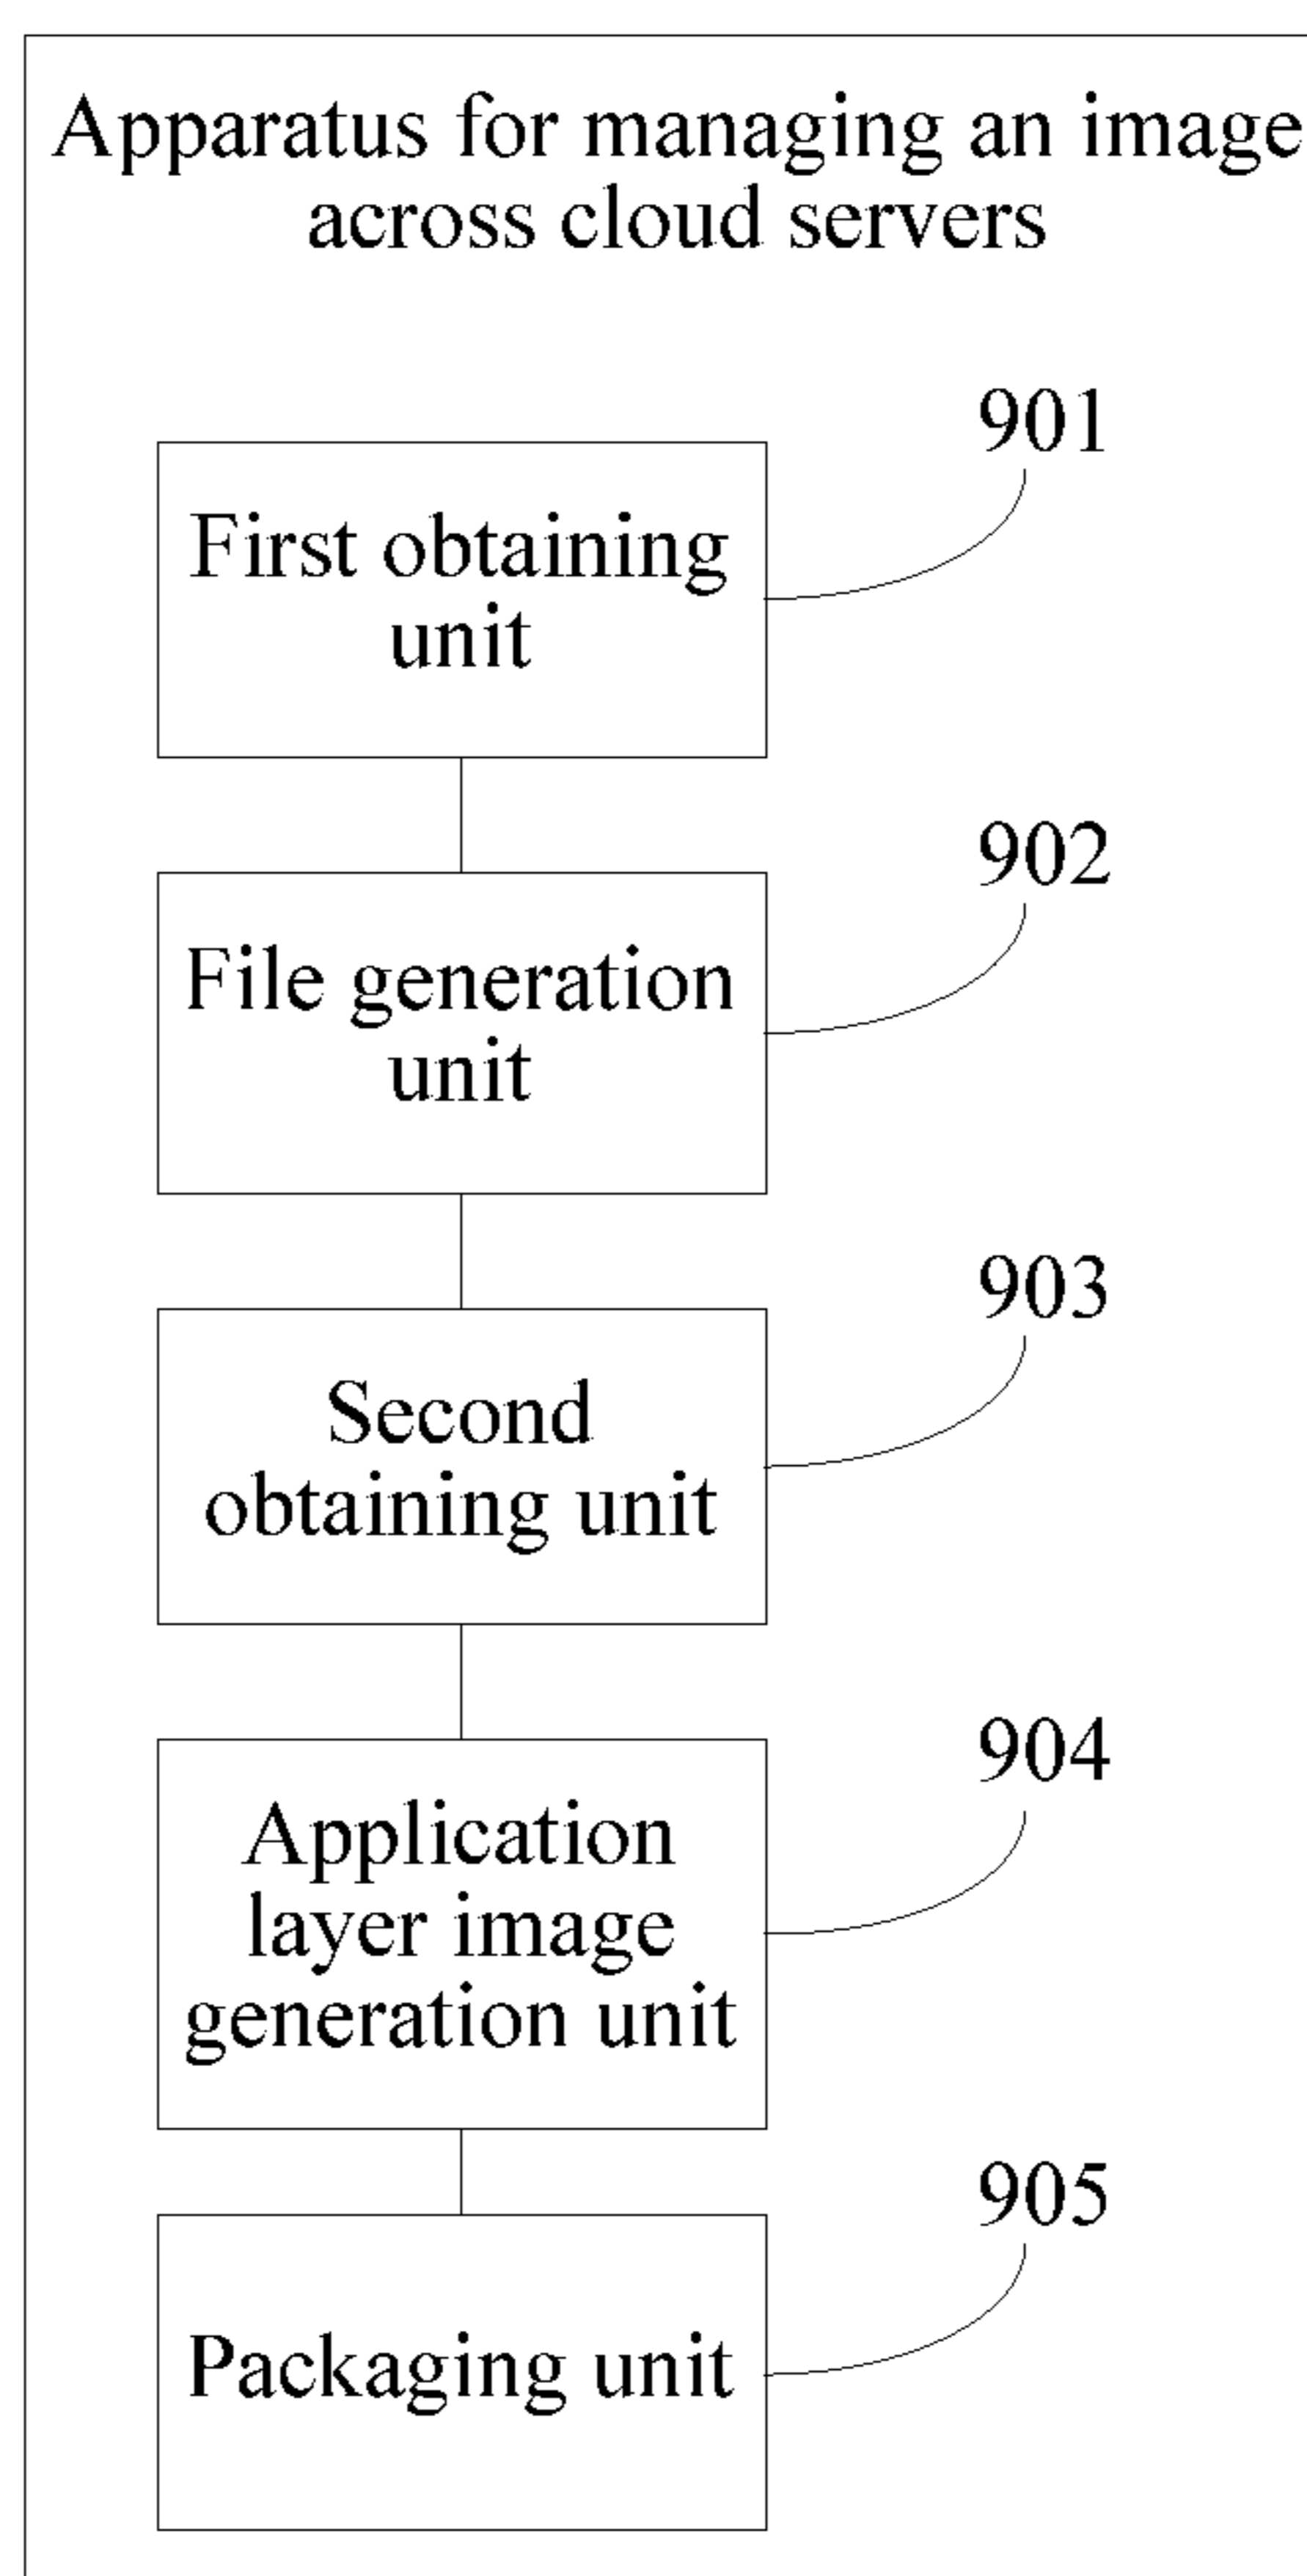 Apparatus for managing an image
across cloud servers
901
First obtaining
unit
902
File generation
unit
903
Second
obtaining unit
904
Application
layer image
generation unit
905
Packaging unit